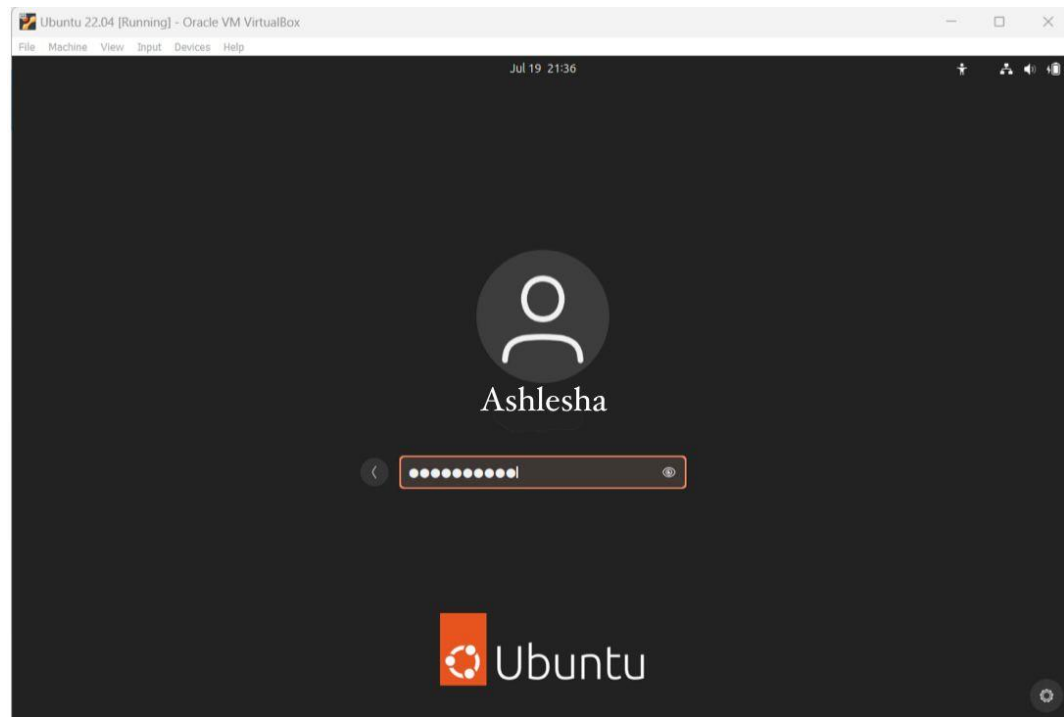 Ubuntu 22.04 [Running] - Oracle VM VirtualBox
File Machine View Input Devices Help
Jul 19 21:36
Ashlesha
Ubuntu